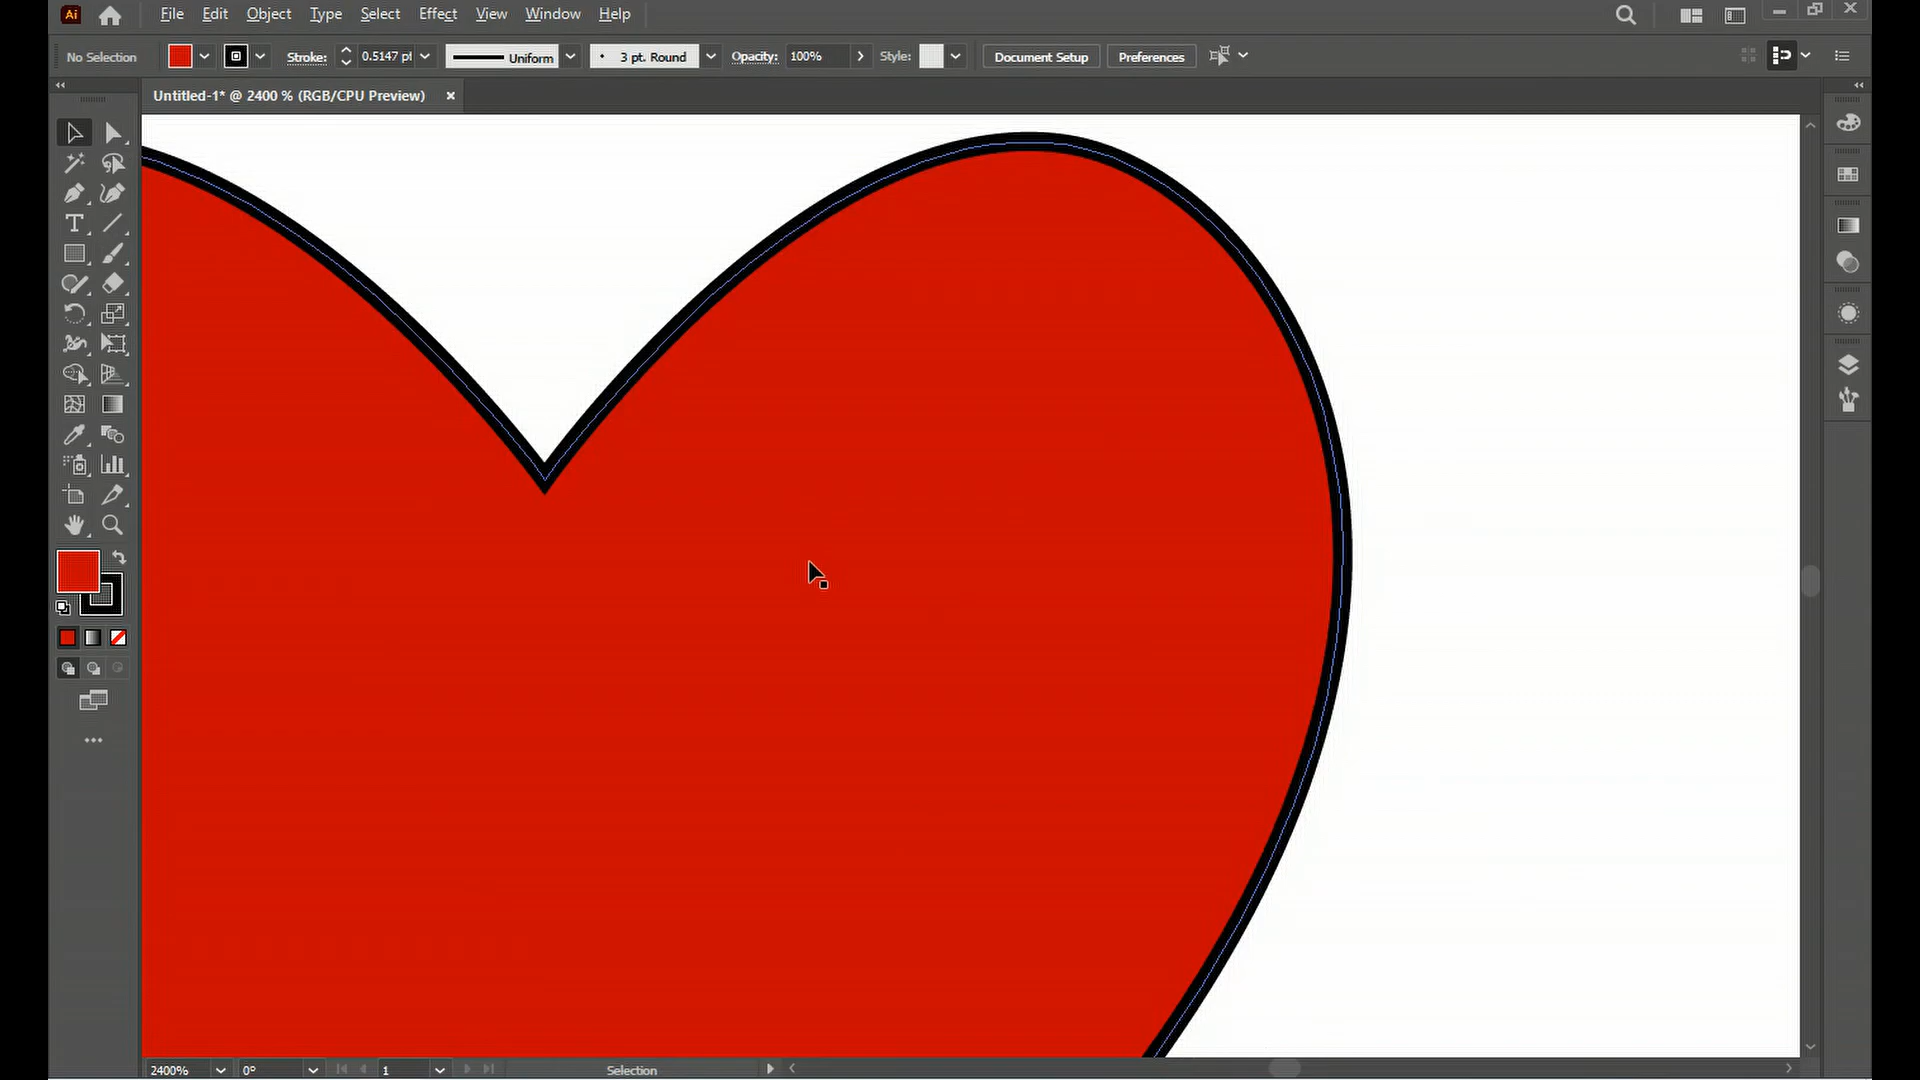 Ai File Edit Object Type Select Effect View Window Help
No Selection Stroke: 0.5147 pt Uniform 3 pt. Round Opacity: 100% Style: Document Setup Preferences
Untitled-1* @ 2400 % (RGB/CPU Preview)
2400% 0° 1 Selection